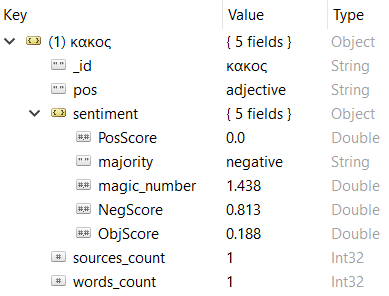 Key Value Type
(1) κακος { 5 fields } Object
_id κακος String
pos adjective String
sentiment { 5 fields } Object
PosScore 0.0 Double
majority negative String
magic_number 1.438 Double
NegScore 0.813 Double
ObjScore 0.188 Double
sources_count 1 Int32
words_count 1 Int32